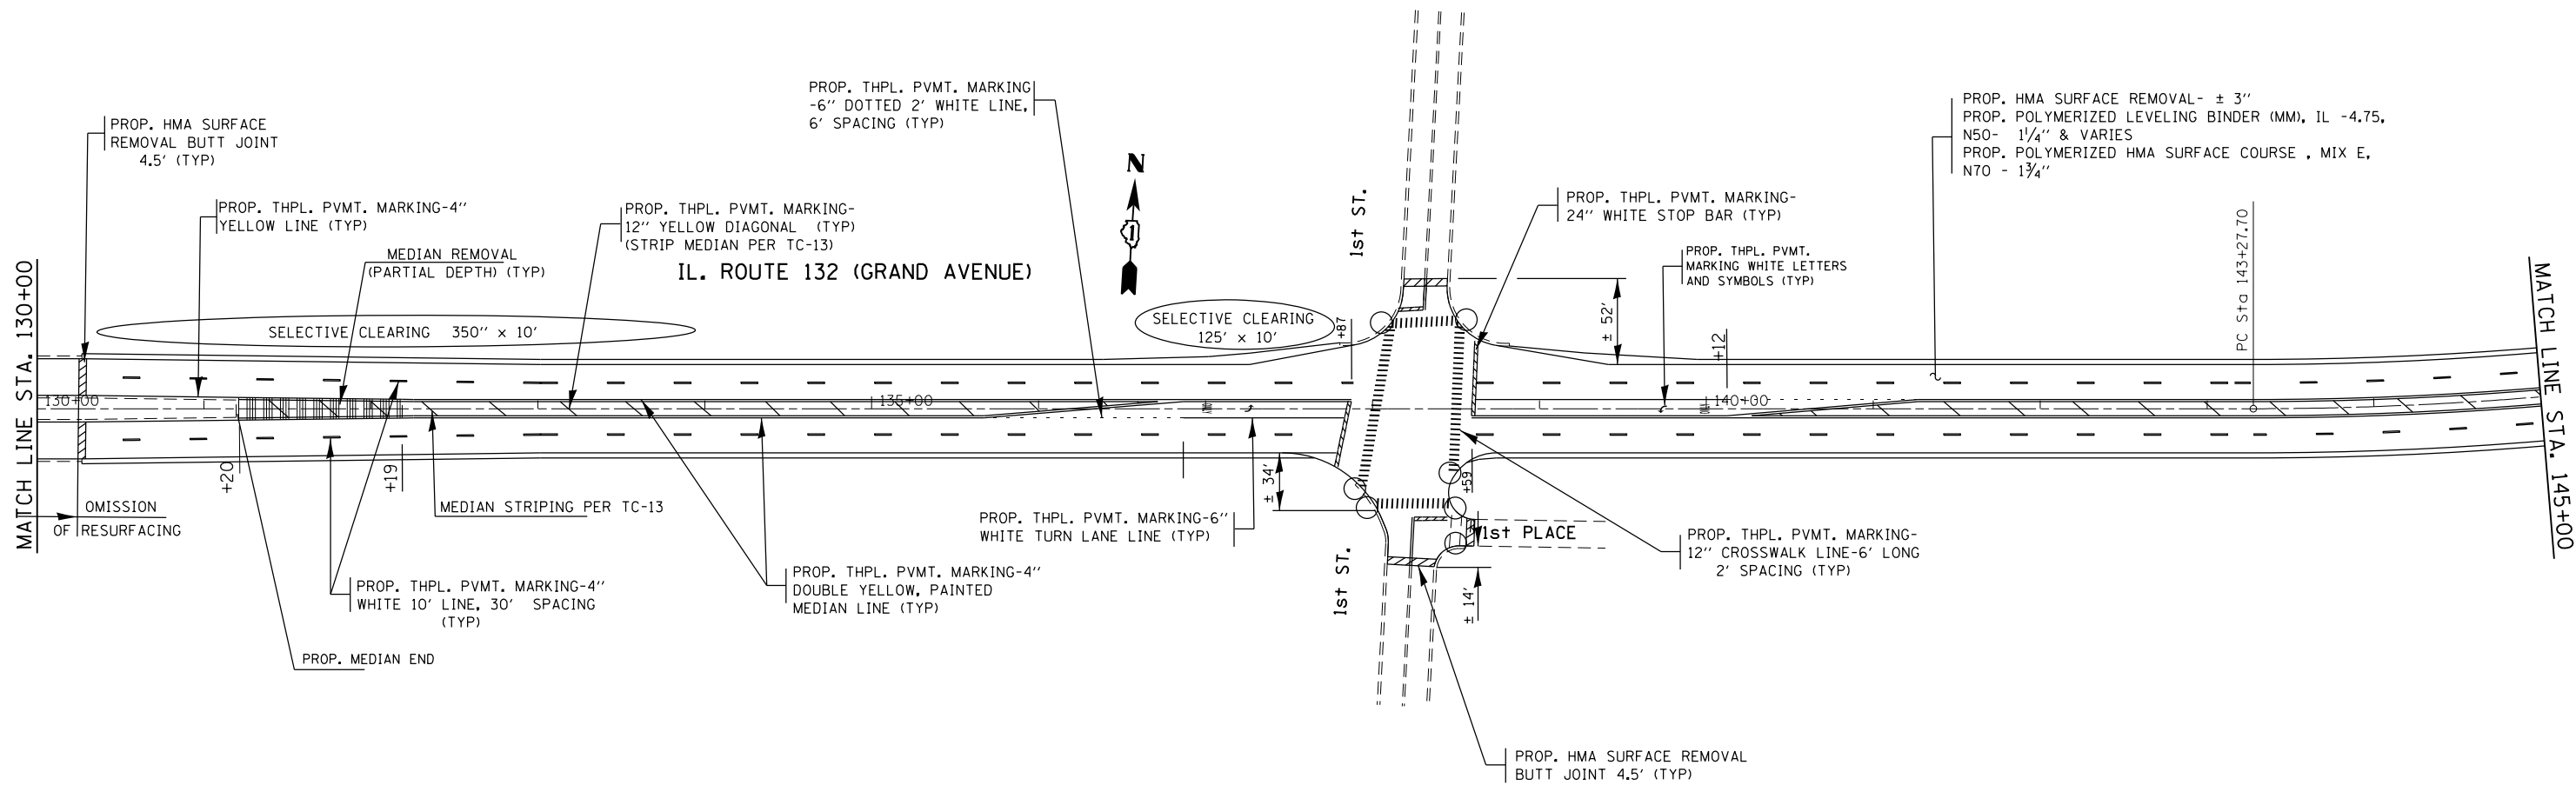 PROP. HMA SURFACE
REMOVAL BUTT JOINT
4.5' (TYP)
PROP. THPL. PVMT. MARKING-4"
YELLOW LINE (TYP)
MEDIAN REMOVAL
(PARTIAL DEPTH) (TYP)
PROP. THPL. PVMT. MARKING-
12" YELLOW DIAGONAL (TYP)
(STRIP MEDIAN PER TC-13)
PROP. THPL. PVMT. MARKING
-6" DOTTED 2' WHITE LINE,
6' SPACING (TYP)
IL. ROUTE 132 (GRAND AVENUE)
N
1
1st ST.
PROP. THPL. PVMT. MARKING-
24" WHITE STOP BAR (TYP)
PROP. THPL. PVMT.
MARKING WHITE LETTERS
AND SYMBOLS (TYP)
PROP. HMA SURFACE REMOVAL- ± 3"
PROP. POLYMERIZED LEVELING BINDER (MM), IL -4.75,
N50- 1 1/4" & VARIES
PROP. POLYMERIZED HMA SURFACE COURSE , MIX E,
N70 - 1 3/4"
PC Sta 143+27.70
MATCH LINE STA. 130+00
MATCH LINE STA. 145+00
SELECTIVE CLEARING 350" x 10'
SELECTIVE CLEARING
125' x 10'
+87
± 52'
+12
130+00
135+00
140+00
+20
+19
± 34'
+59
OMISSION
OF RESURFACING
MEDIAN STRIPING PER TC-13
PROP. THPL. PVMT. MARKING-6"
WHITE TURN LANE LINE (TYP)
1st PLACE
PROP. THPL. PVMT. MARKING-
12" CROSSWALK LINE-6' LONG
2' SPACING (TYP)
PROP. THPL. PVMT. MARKING-4"
WHITE 10' LINE, 30' SPACING
(TYP)
PROP. THPL. PVMT. MARKING-4"
DOUBLE YELLOW, PAINTED
MEDIAN LINE (TYP)
1st ST.
± 14'
PROP. MEDIAN END
PROP. HMA SURFACE REMOVAL
BUTT JOINT 4.5' (TYP)